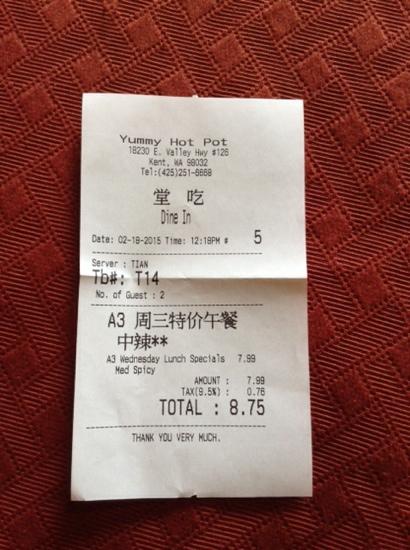 Yummy Hot Pot
18230 E. Valley Hwy #126
Kent, WA 98032
Tel:(425)251-6668
堂 吃
Dine In
Date: 02-18-2015 Time: 12:18PM # 5
Server : TIAN
Tb#: T14
No. of Guest : 2
A3 周三特价午餐
中辣**
A3 Wednesday Lunch Specials 7.99
Med Spicy
AMOUNT : 7.99
TAX(9.5%) : 0.76
TOTAL : 8.75
THANK YOU VERY MUCH.